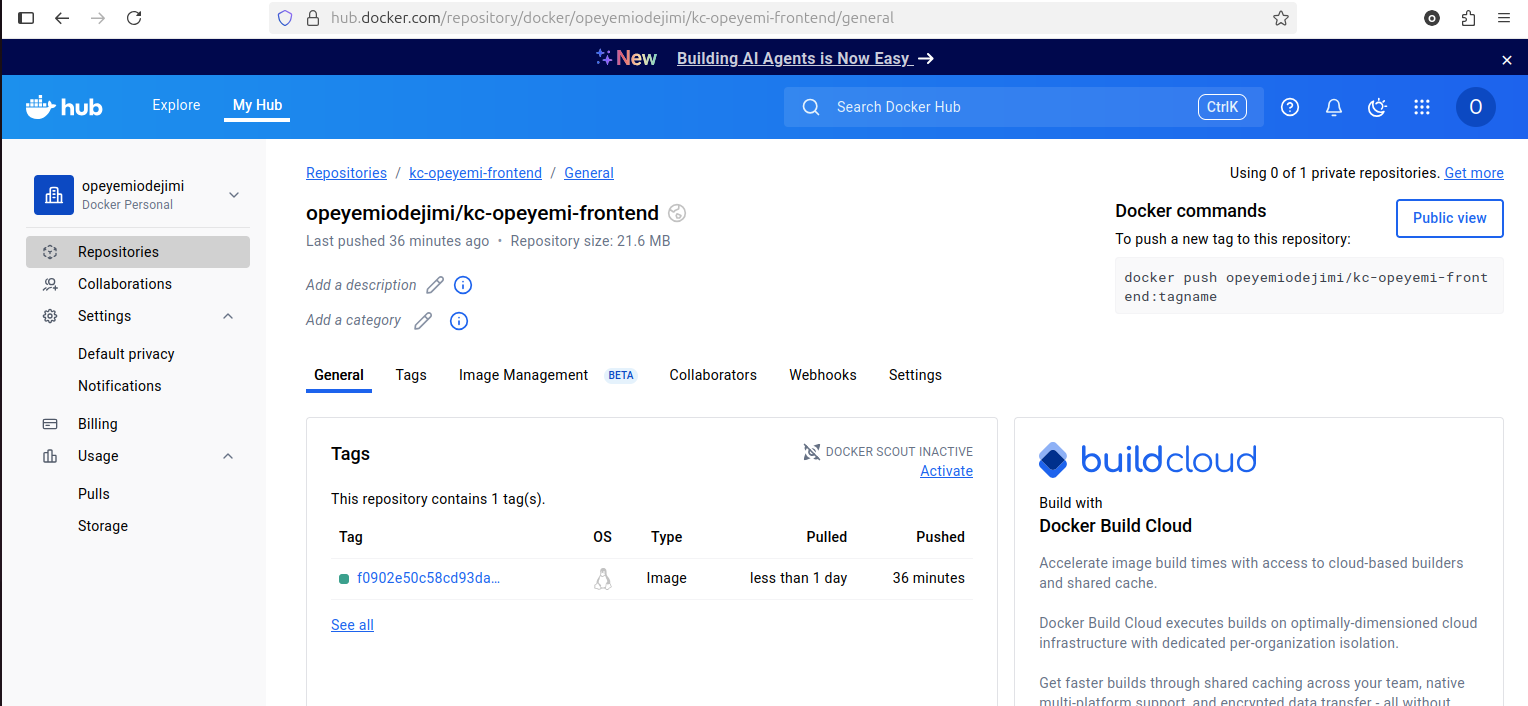 hub.docker.com/repository/docker/opeyemiodejimi/kc-opeyemi-frontend/general
New Building AI Agents is Now Easy →
hub
Explore
My Hub
Search Docker Hub
CtrlK
O
opeyemiodejimi
Docker Personal
Repositories
Collaborations
Settings
Default privacy
Notifications
Billing
Usage
Pulls
Storage
Repositories / kc-opeyemi-frontend / General
Using 0 of 1 private repositories. Get more
opeyemiodejimi/kc-opeyemi-frontend
Last pushed 36 minutes ago • Repository size: 21.6 MB
Add a description
Add a category
Docker commands
Public view
To push a new tag to this repository:
docker push opeyemiodejimi/kc-opeyemi-front
end:tagname
General
Tags
Image Management BETA
Collaborators
Webhooks
Settings
Tags
DOCKER SCOUT INACTIVE
Activate
This repository contains 1 tag(s).
Tag OS Type Pulled Pushed
f0902e50c58cd93da… Image less than 1 day 36 minutes
See all
buildcloud
Build with
Docker Build Cloud
Accelerate image build times with access to cloud-based builders
and shared cache.
Docker Build Cloud executes builds on optimally-dimensioned cloud
infrastructure with dedicated per-organization isolation.
Get faster builds through shared caching across your team, native
multi-platform support, and encrypted data transfer - all without